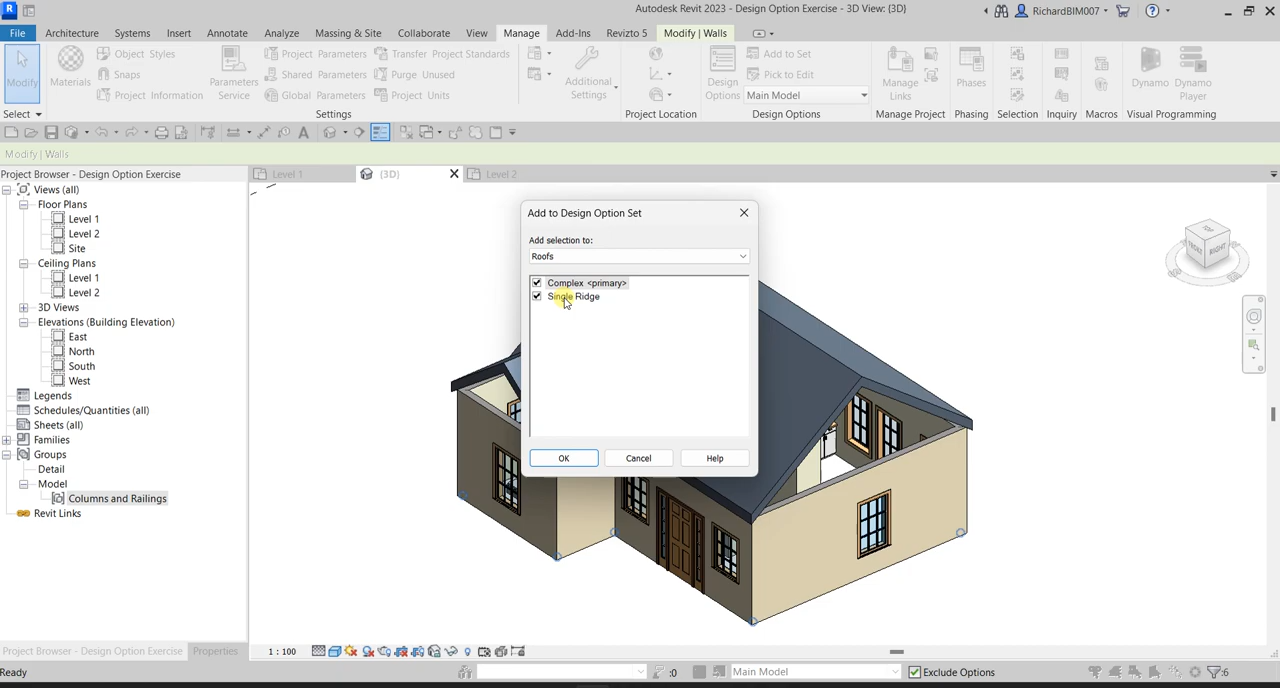 Autodesk Revit 2023 - Design Option Exercise - 3D View: {3D}
RichardBIM007
File Architecture Systems Insert Annotate Analyze Massing & Site Collaborate View Manage Add-Ins Revizto 5 Modify | Walls
Modify
Materials
Object Styles
Snaps
Project Information
Parameters Service
Project Parameters
Shared Parameters
Global Parameters
Transfer Project Standards
Purge Unused
Project Units
Additional Settings
Design Options
Add to Set
Pick to Edit
Main Model
Manage Links
Phases
Dynamo
Dynamo Player
Select Settings Project Location Design Options Manage Project Phasing Selection Inquiry Macros Visual Programming
Modify | Walls
Project Browser - Design Option Exercise
Level 1
{3D}
Level 2
Views (all)
Floor Plans
Level 1
Level 2
Site
Ceiling Plans
Level 1
Level 2
3D Views
Elevations (Building Elevation)
East
North
South
West
Legends
Schedules/Quantities (all)
Sheets (all)
Families
Groups
Detail
Model
Columns and Railings
Revit Links
Add to Design Option Set
Add selection to:
Roofs
Complex <primary>
Single Ridge
OK Cancel Help
TOP
FRONT
RIGHT
Project Browser - Design Option Exercise Properties
1 : 100
Ready
:0
Main Model
Exclude Options
:6